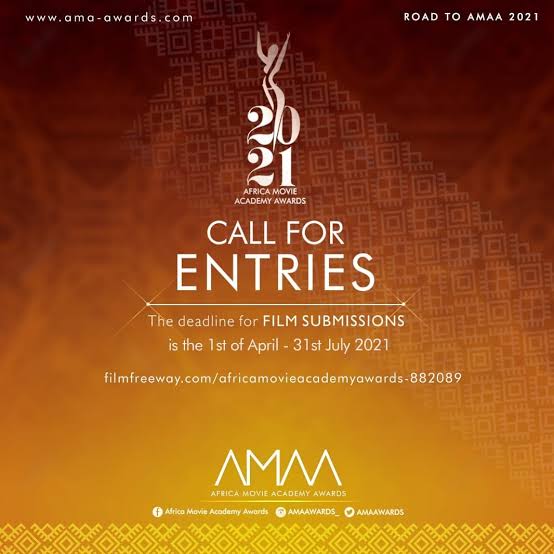 www.ama-awards.com
ROAD TO AMAA 2021
20
21
AFRICA MOVIE
ACADEMY AWARDS
CALL FOR
ENTRIES
The deadline for FILM SUBMISSIONS
is the 1st of April - 31st July 2021
filmfreeway.com/africamovieacademyawards-882089
AMAA
AFRICA MOVIE ACADEMY AWARDS
Africa Movie Academy Awards AMAAWARDS_ AMAAWARDS